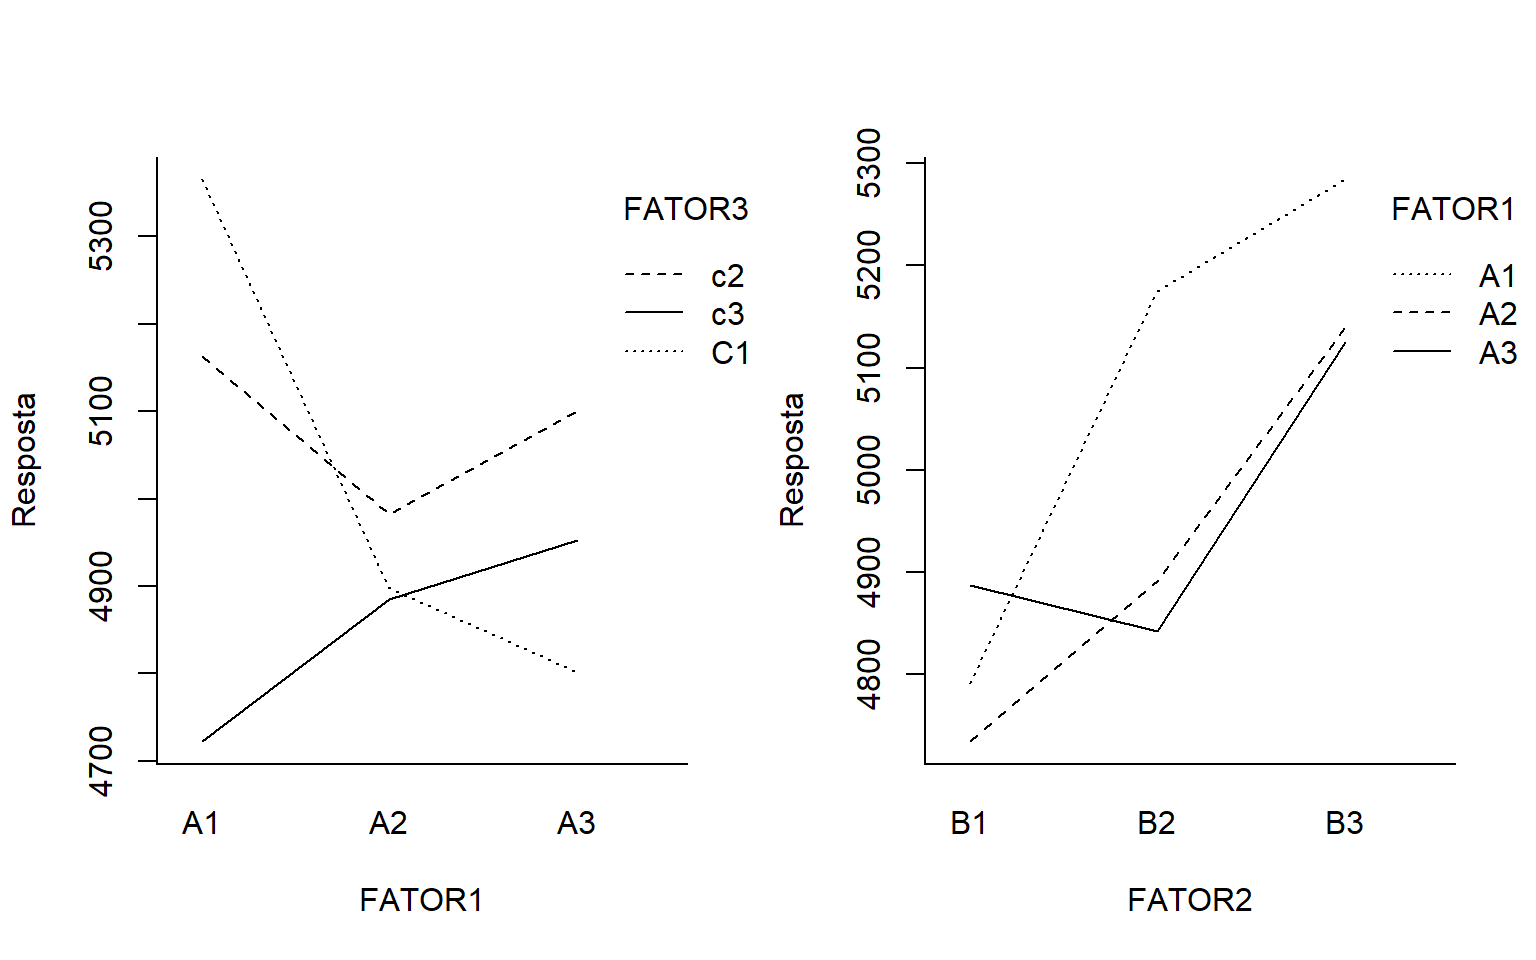 Resposta
5300
5100
4900
4700
A1 A2 A3
FATOR1
FATOR3
c2
c3
C1
Resposta
5300
5200
5100
5000
4900
4800
B1 B2 B3
FATOR2
FATOR1
A1
A2
A3